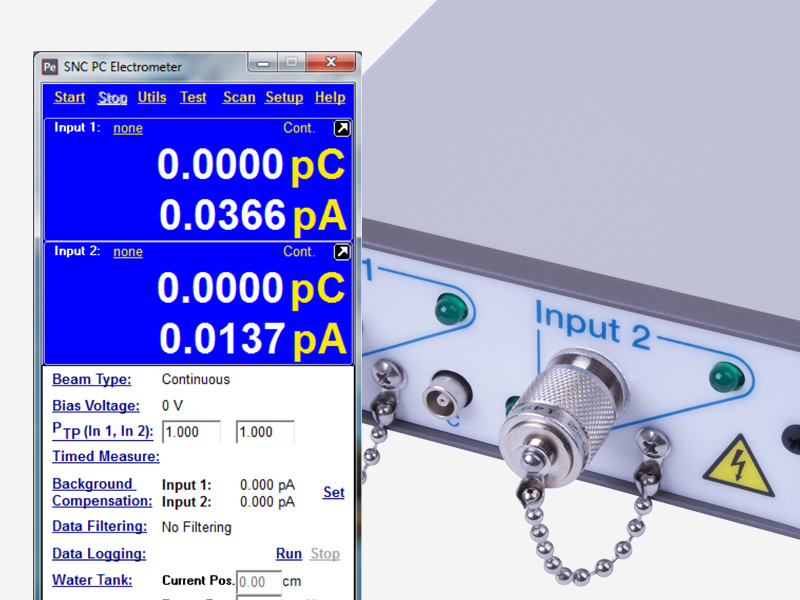 Pe SNC PC Electrometer
Start Stop Utils Test Scan Setup Help
Input 1: none Cont.
0.0000 pC
0.0366 pA
Input 2: none Cont.
0.0000 pC
0.0137 pA
Beam Type: Continuous
Bias Voltage: 0 V
PTP (In 1, In 2): 1.000 1.000
Timed Measure:
Background Input 1: 0.000 pA
Compensation: Input 2: 0.000 pA Set
Data Filtering: No Filtering
Data Logging: Run Stop
Water Tank: Current Pos. 0.00 cm
1
Input 2